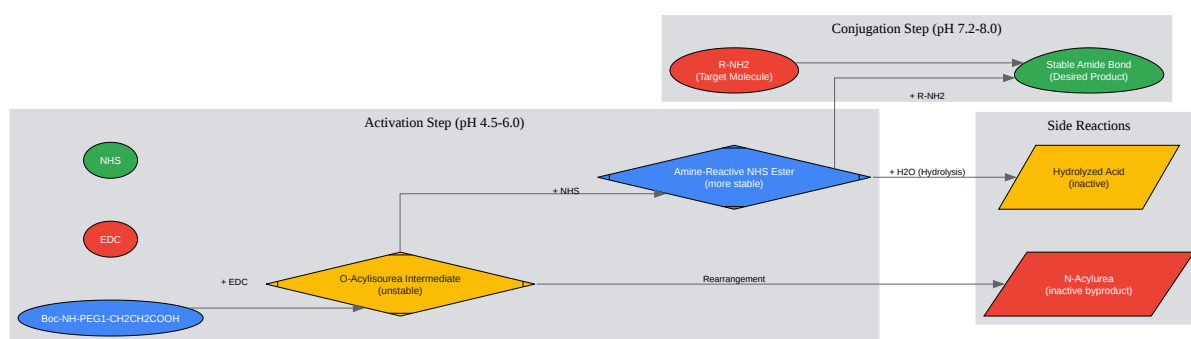 Conjugation Step (pH 7.2-8.0)
R-NH2
(Target Molecule)
Stable Amide Bond
(Desired Product)
+ R-NH2
Activation Step (pH 4.5-6.0)
NHS
EDC
Boc-NH-PEG1-CH2CH2COOH
+ EDC
O-Acylisourea Intermediate
(unstable)
+ NHS
Amine-Reactive NHS Ester
(more stable)
+ H2O (Hydrolysis)
Rearrangement
Side Reactions
Hydrolyzed Acid
(inactive)
N-Acylurea
(inactive byproduct)